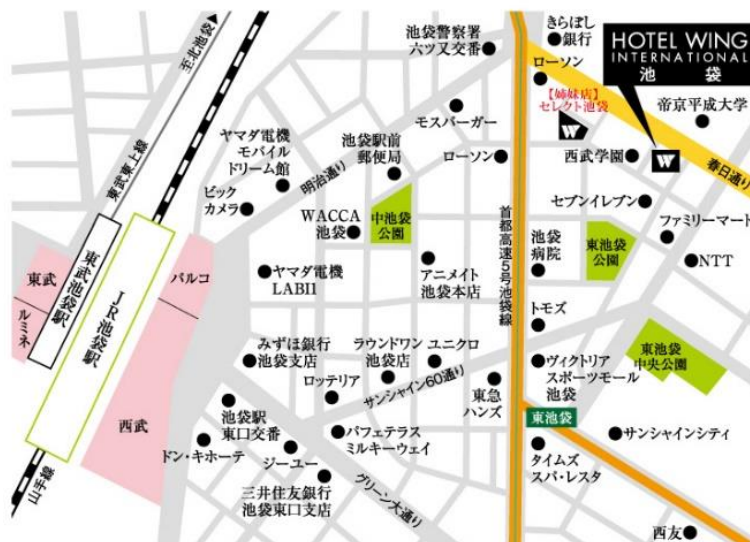 至北池袋
東武東上線
池袋警察署
六ツ又交番
きらぼし
銀行
HOTEL WING
INTERNATIONAL
池 袋
ローソン
【姉妹店】
セレクト池袋
W
帝京平成大学
モスバーガー
ヤマダ電機
モバイル
ドリーム館
池袋駅前
郵便局
ローソン
西武学園
W
春日通り
明治通り
ビック
カメラ
セブンイレブン
WACCA
池袋
中池袋
公園
首都高速5号池袋線
ファミリーマート
東池袋
公園
池袋
病院
NTT
東武
東武池袋駅
パルコ
ヤマダ電機
LABI1
アニメイト
池袋本店
ルミネ
JR池袋駅
トモズ
みずほ銀行
池袋支店
ラウンドワン
池袋店
ユニクロ
東池袋
中央公園
サンシャイン60通り
ヴィクトリア
スポーツモール
池袋
ロッテリア
東急
ハンズ
西武
池袋駅
東口交番
東池袋
パフェテラス
ミルキーウェイ
サンシャインシティ
ドン・キホーテ
ジーユー
タイムズ
スパ・レスタ
三井住友銀行
池袋東口支店
グリーン大通り
山手線
西友